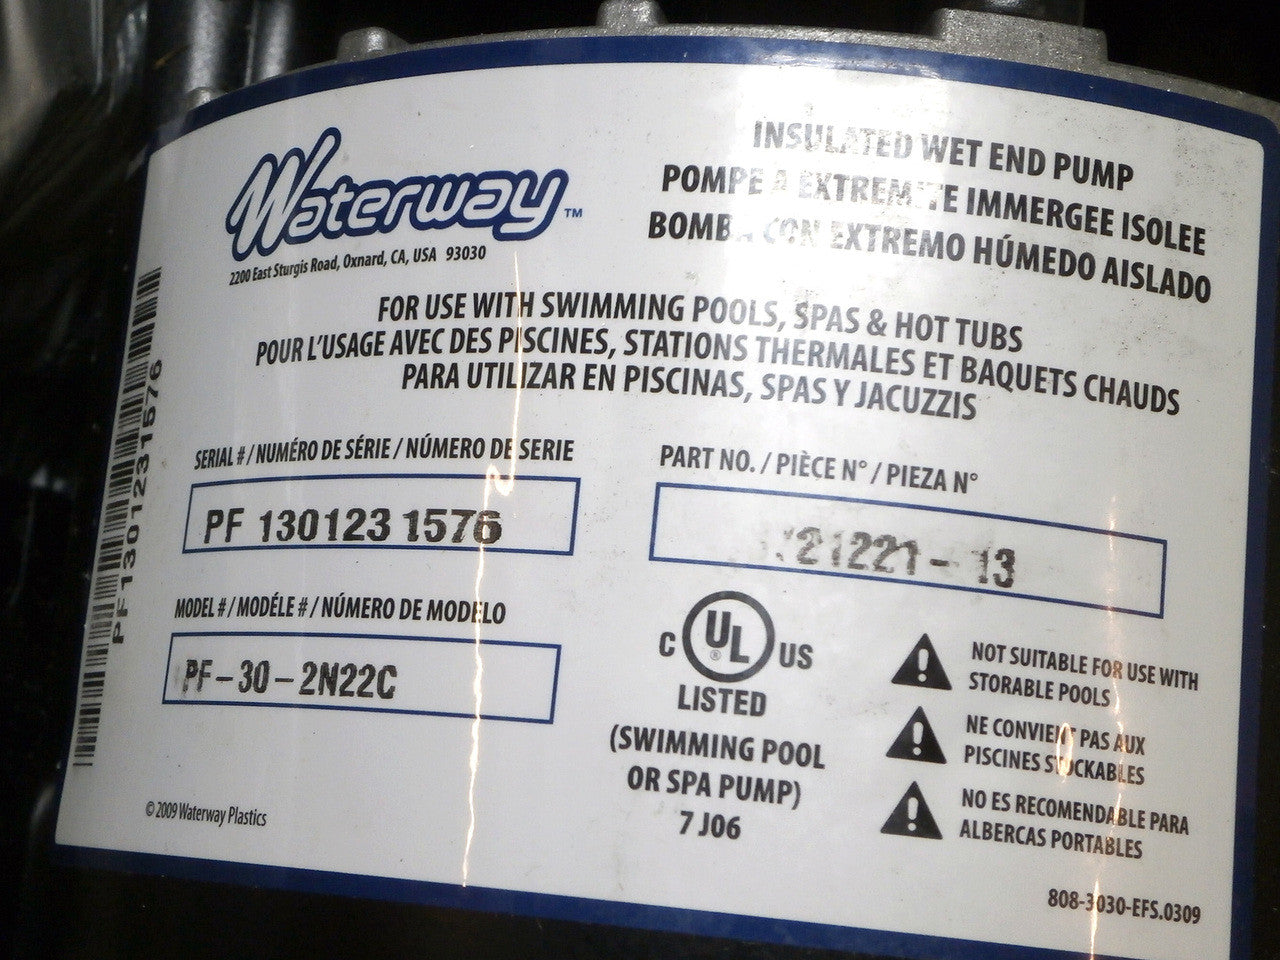 Waterway™
2200 East Sturgis Road, Oxnard, CA, USA 93030
INSULATED WET END PUMP
POMPE A EXTREMITE IMMERGEE ISOLEE
BOMBA CON EXTREMO HÚMEDO AISLADO
FOR USE WITH SWIMMING POOLS, SPAS & HOT TUBS
POUR L'USAGE AVEC DES PISCINES, STATIONS THERMALES ET BAQUETS CHAUDS
PARA UTILIZAR EN PISCINAS, SPAS Y JACUZZIS
SERIAL # / NUMÉRO DE SÉRIE / NÚMERO DE SERIE
PF 130123 1576
PART NO. / PIÈCE N° / PIEZA N°
MODEL # / MODÉLE # / NÚMERO DE MODELO
PF-30-2N22C
PF1301231576
C UL ® US
LISTED
(SWIMMING POOL
OR SPA PUMP)
7 J06
NOT SUITABLE FOR USE WITH
STORABLE POOLS
NE CONVIENT PAS AUX
PISCINES STOCKABLES
NO ES RECOMENDABLE PARA
ALBERCAS PORTABLES
© 2009 Waterway Plastics
808-3030-EFS.0309